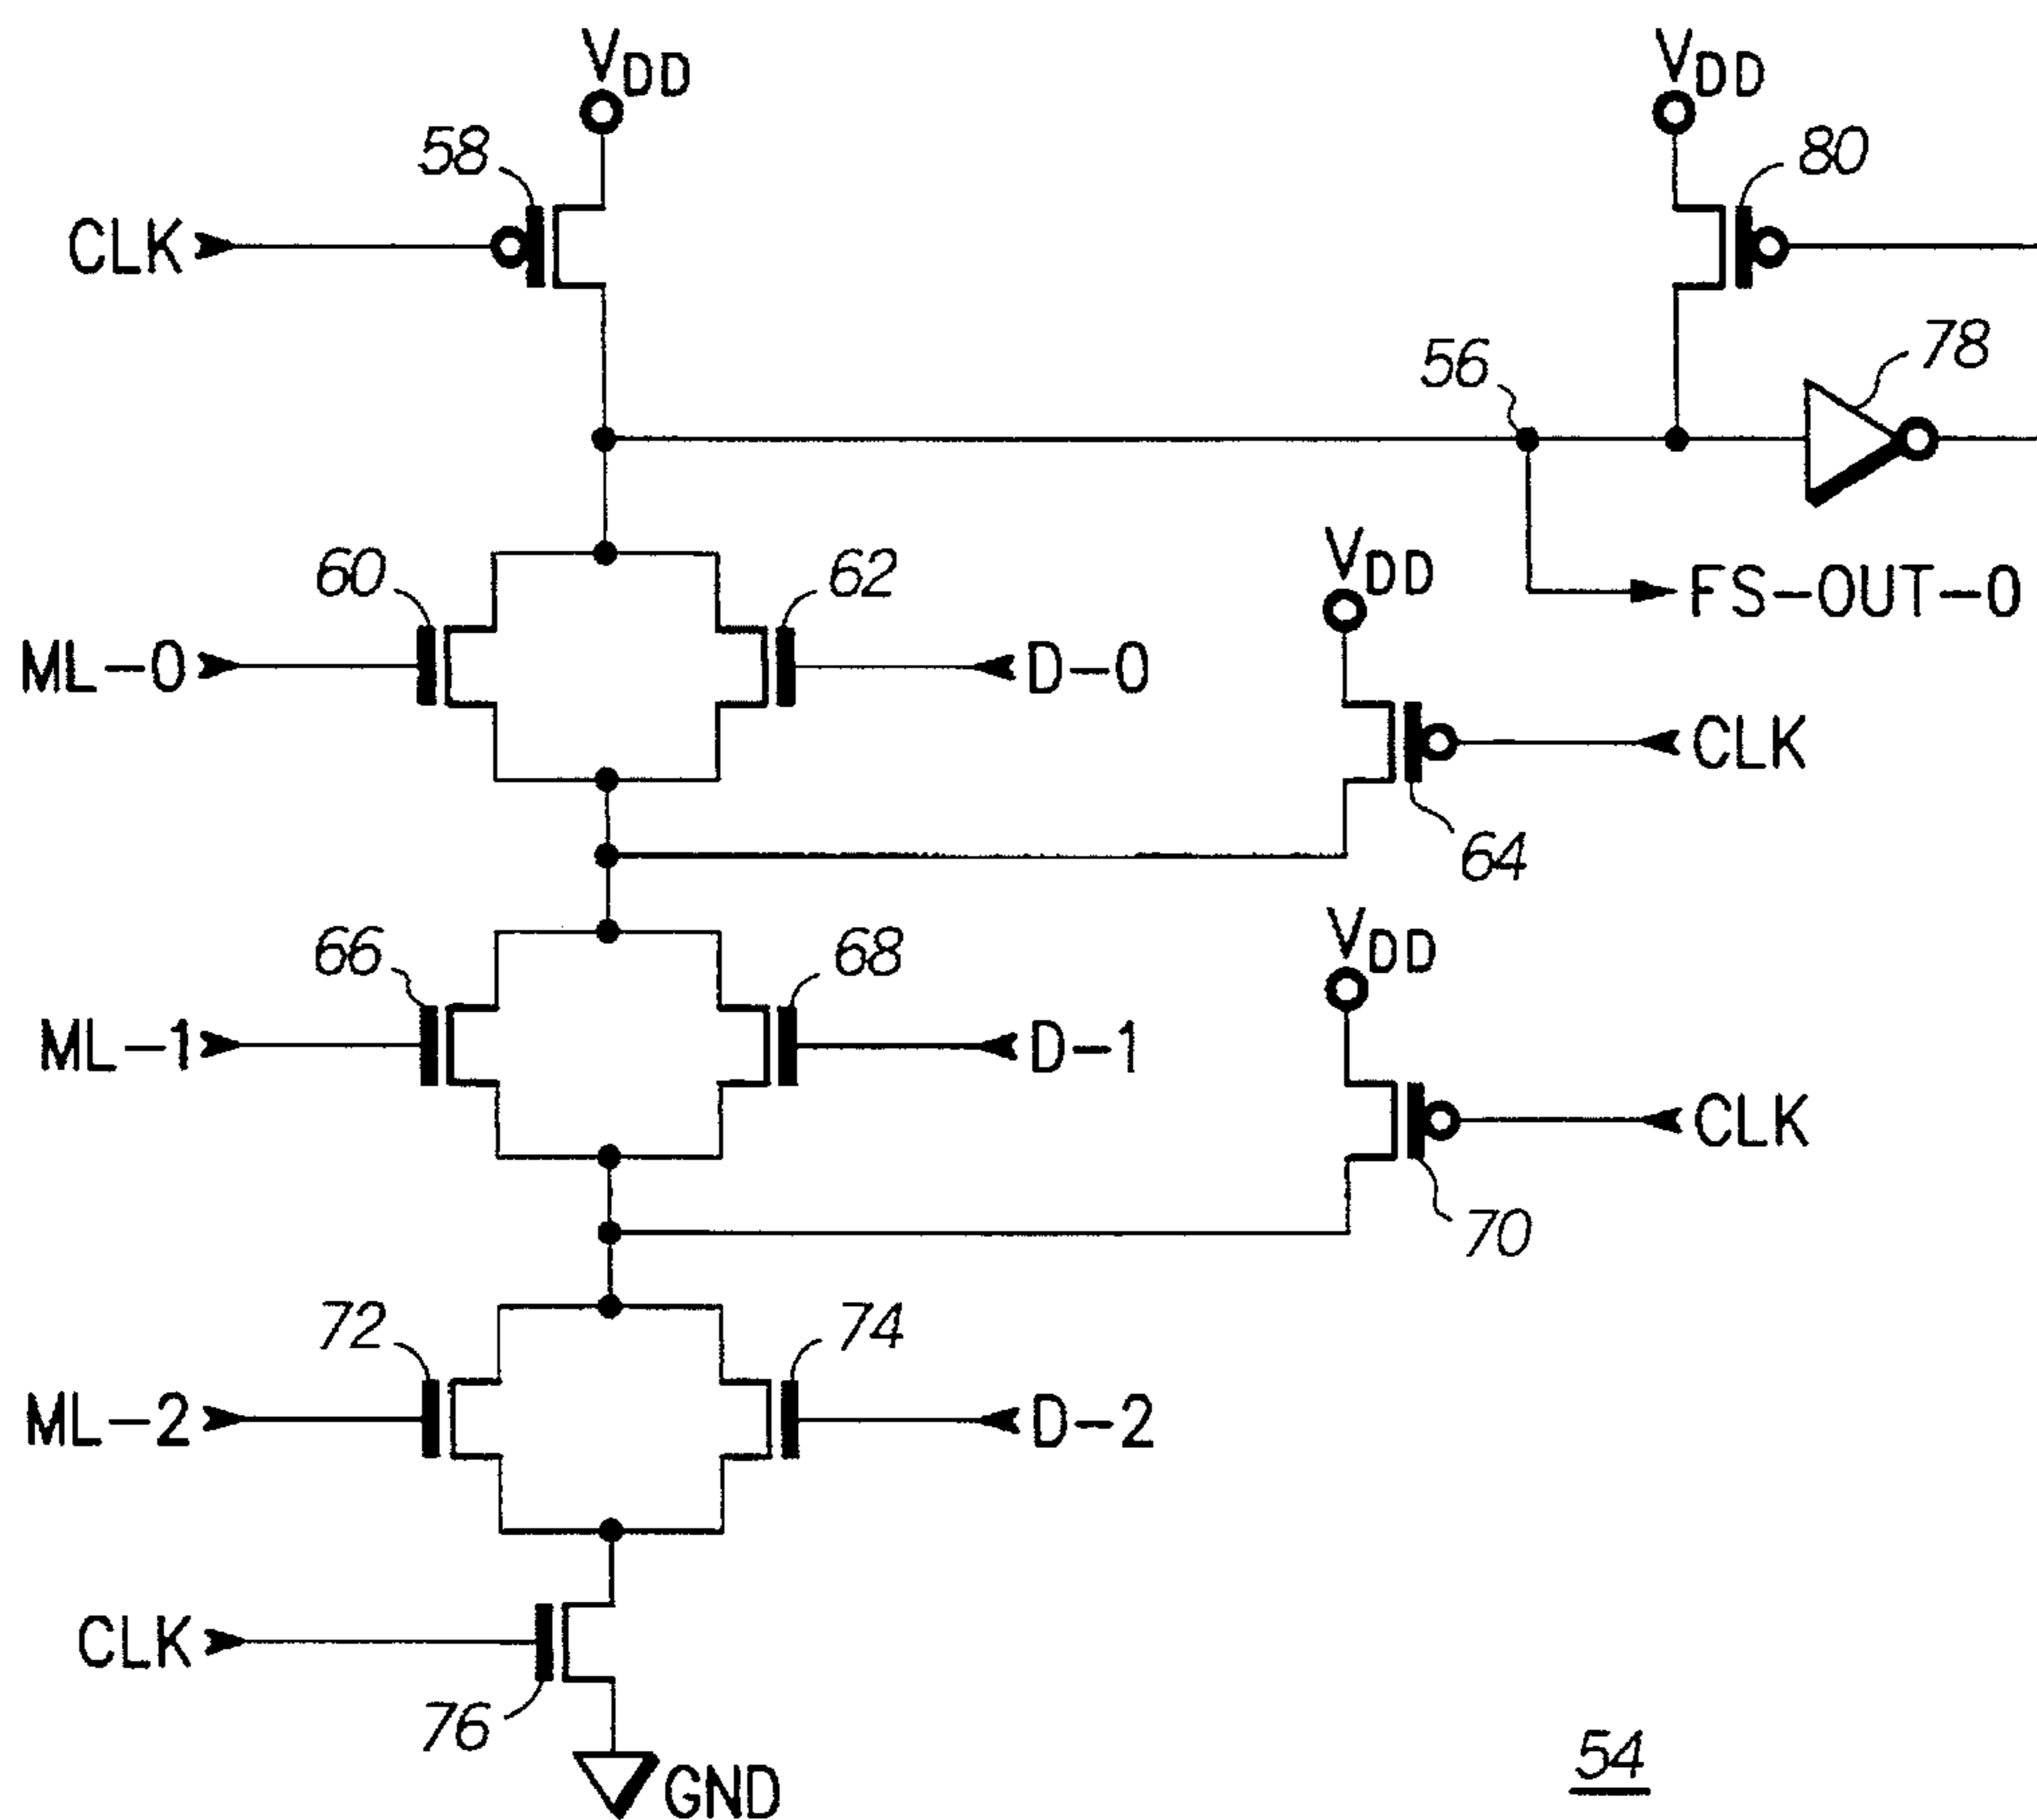 VDD
VDD
58
80
CLK
56
78
60
62
VDD
FS-OUT-0
ML-0
D-0
CLK
64
66
68
VDD
ML-1
D-1
CLK
70
72
74
ML-2
D-2
CLK
76
54
GND